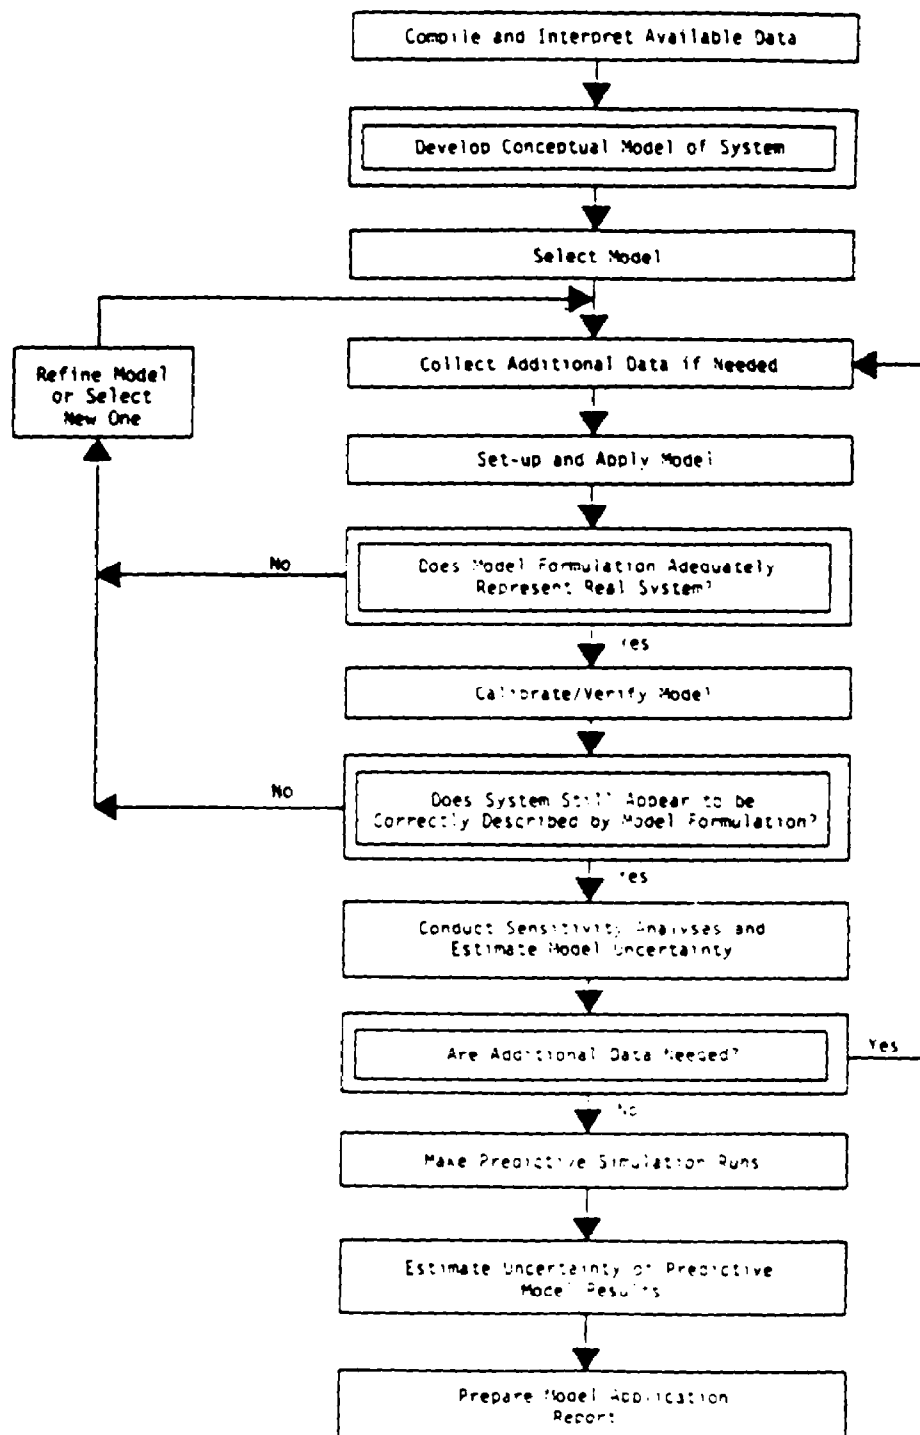 Compile and Interpret Available Data
Develop Conceptual Model of System
Select Model
Refine Model
or Select
New One
Collect Additional Data if Needed
Set-up and Apply Model
No
Does Model Formulation Adequately
Represent Real System?
Yes
Calibrate/Verify Model
No
Does System Still Appear to be
Correctly Described by Model Formulation?
Yes
Conduct Sensitivity Analyses and
Estimate Model Uncertainty
Are Additional Data Needed?
Yes
No
Make Predictive Simulation Runs
Estimate Uncertainty of Predictive
Model Results
Prepare Model Application
Report